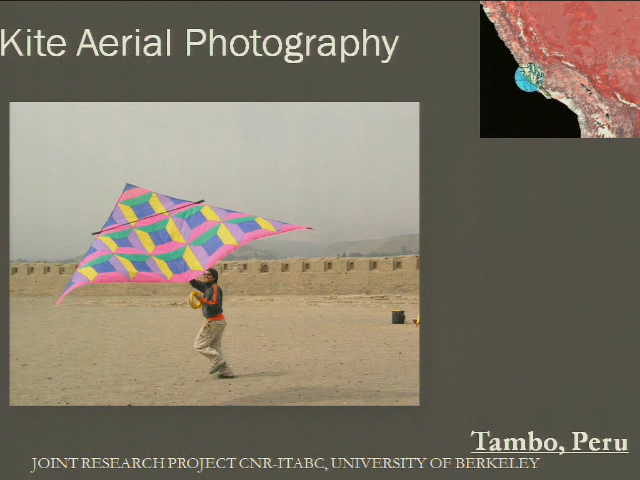 Kite Aerial Photography
Tambo, Peru
JOINT RESEARCH PROJECT CNR-ITABC, UNIVERSITY OF BERKELEY